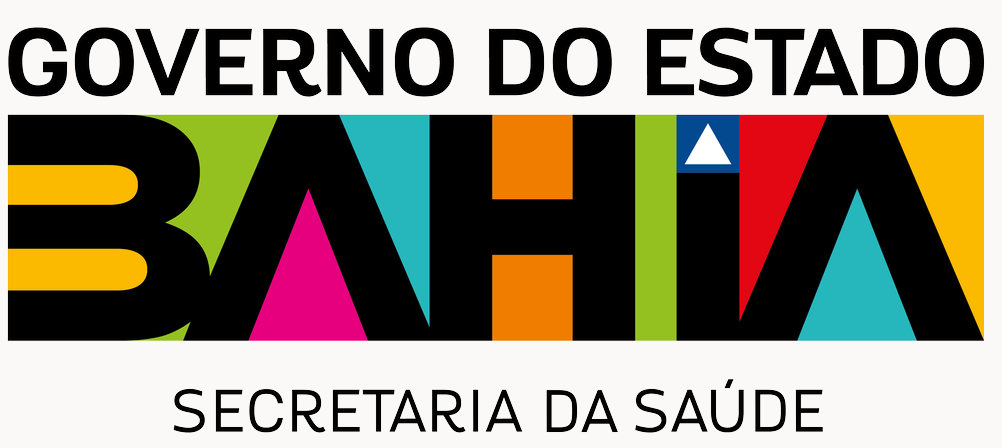 GOVERNO DO ESTADO
BAHiA
SECRETARIA DA SAÚDE